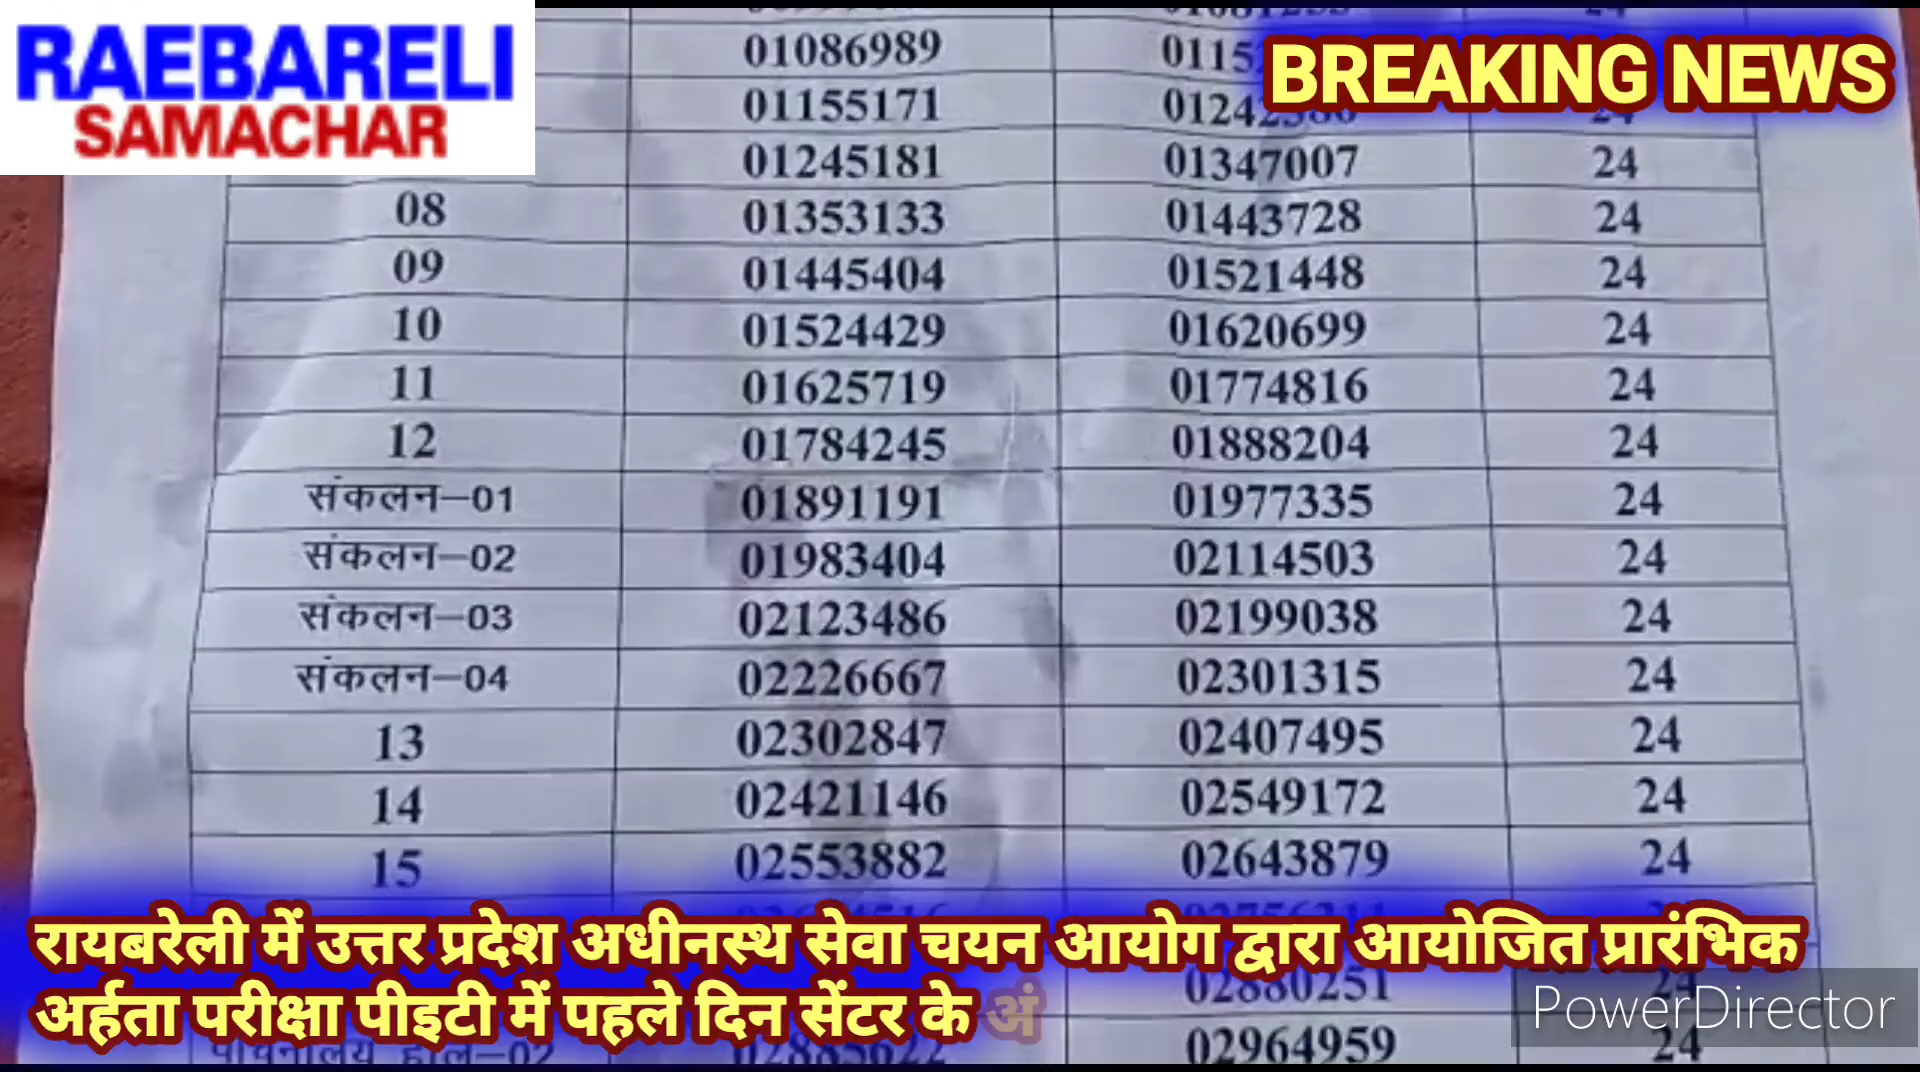 RAEBARELI
SAMACHAR
BREAKING NEWS
01086989
01155171
01245181 01347007 24
08 01353133 01443728 24
09 01445404 01521448 24
10 01524429 01620699 24
11 01625719 01774816 24
12 01784245 01888204 24
संकलन–01 01891191 01977335 24
संकलन–02 01983404 02114503 24
संकलन–03 02123486 02199038 24
संकलन–04 02226667 02301315 24
13 02302847 02407495 24
14 02421146 02549172 24
15 02553882 02643879 24
रायबरेली में उत्तर प्रदेश अधीनस्थ सेवा चयन आयोग द्वारा आयोजित प्रारंभिक
अर्हता परीक्षा पीइटी में पहले दिन सेंटर के अं
02880251 24
PowerDirector
02964959 24